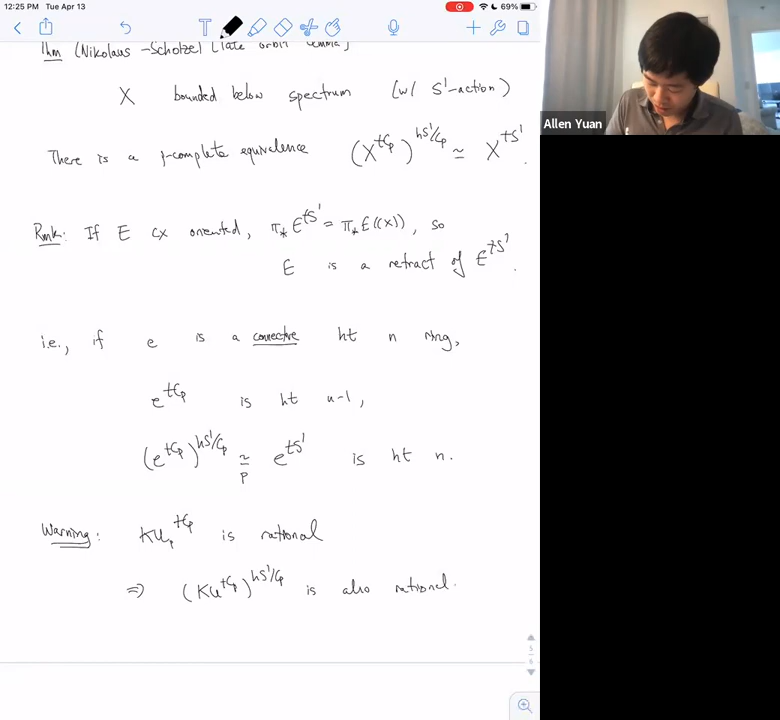 12:25 PM Tue Apr 13
69%
Thm (Nikolaus-Scholze) (Tate orbit lemma)
X bounded below spectrum (w/ S¹-action)
There is a p-complete equivalence (X^{tC_p})^{hS¹/C_p} ≃ X^{tS¹}.
Rmk: If E cx oriented, π_* E^{tS¹} = π_* E((x)), so
E is a retract of E^{tS¹}.
i.e., if e is a connective ht n ring,
e^{tC_p} is ht n-1,
(e^{tC_p})^{hS¹/C_p} ≃_p e^{tS¹} is ht n.
Warning: KU_p^{tC_p} is rational
⇒ (KU^{tC_p})^{hS¹/C_p} is also rational.
Allen Yuan